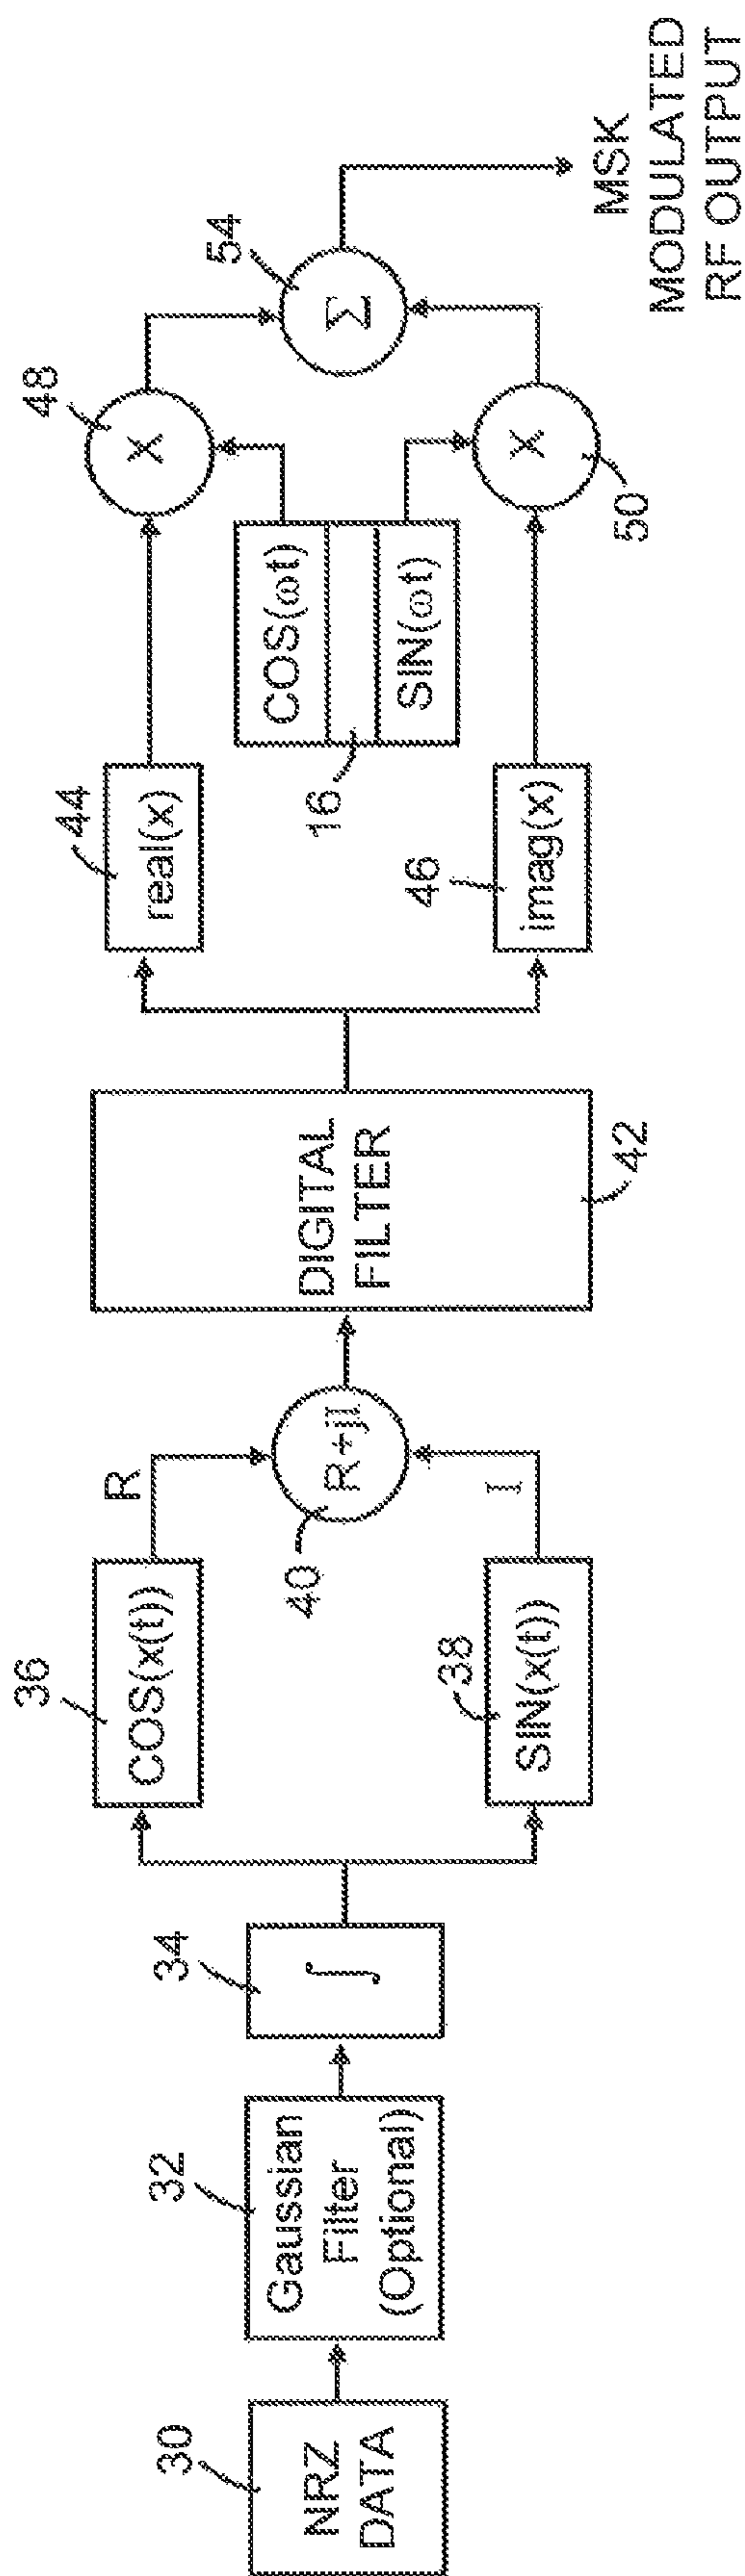 30
NRZ
DATA
32
Gaussian
Filter
(Optional)
34
∫
36
COS(x(t))
R
38
SIN(x(t))
I
40
R+jI
DIGITAL
FILTER
42
44
real(x)
46
imag(x)
COS(ωt)
16
SIN(ωt)
48
X
X
50
54
Σ
MSK
MODULATED
RF OUTPUT